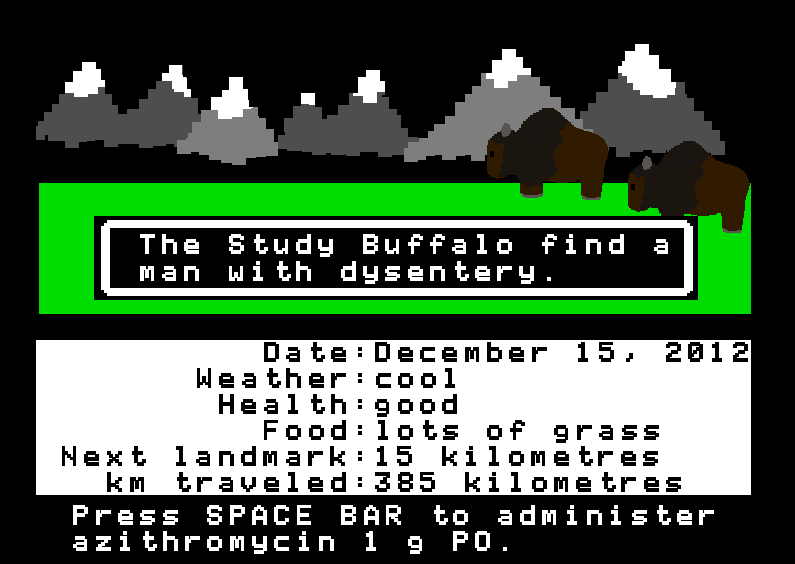 The Study Buffalo find a
man with dysentery.
Date:December 15, 2012
Weather:cool
Health:good
Food:lots of grass
Next landmark:15 kilometres
km traveled:385 kilometres
Press SPACE BAR to administer
azithromycin 1 g PO.